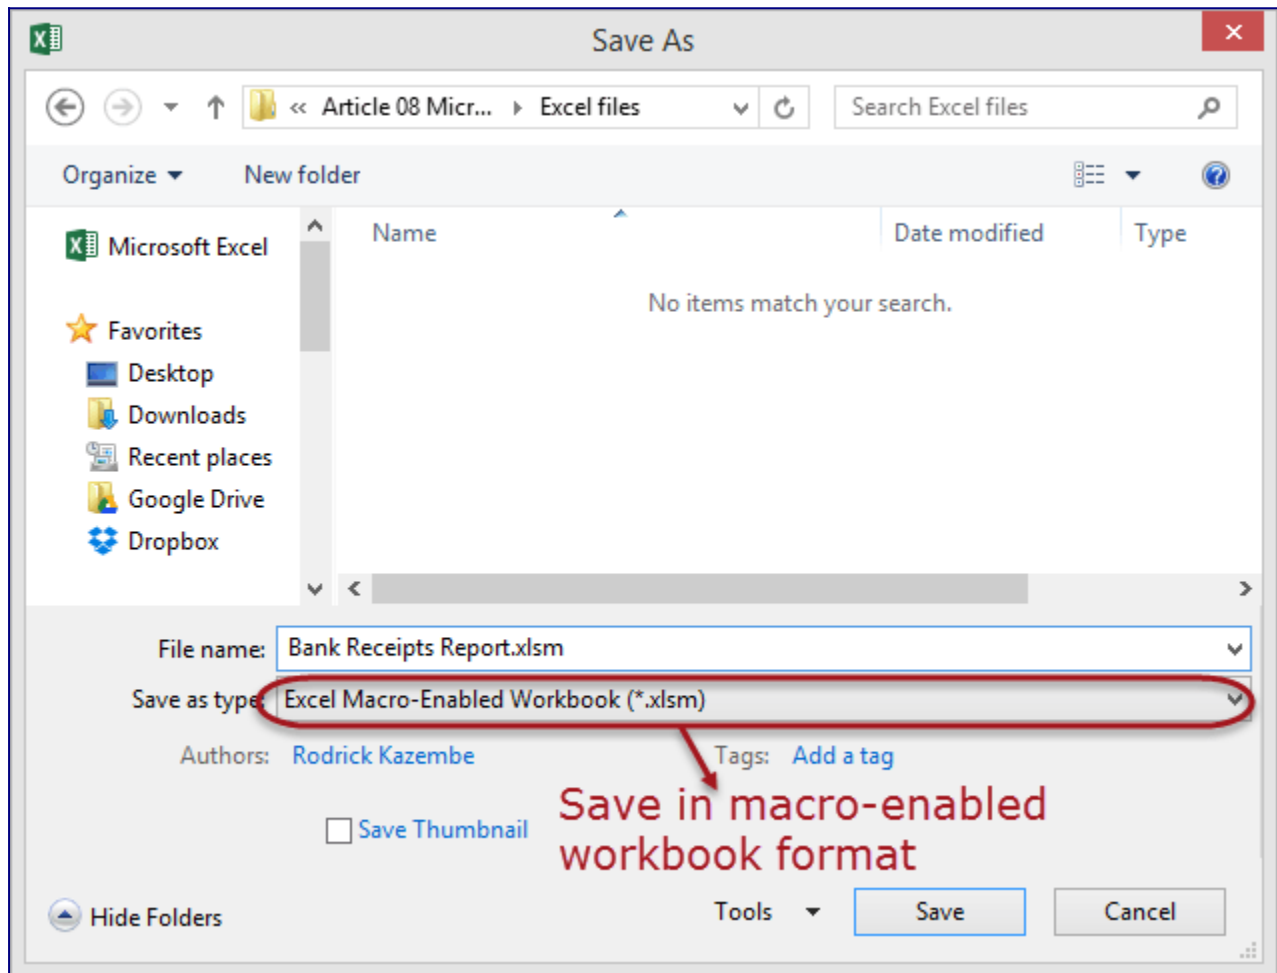 Save As
« Article 08 Micr... Excel files
Search Excel files
Organize New folder
Microsoft Excel
Favorites
Desktop
Downloads
Recent places
Google Drive
Dropbox
Name Date modified Type
No items match your search.
File name: Bank Receipts Report.xlsm
Save as type: Excel Macro-Enabled Workbook (*.xlsm)
Authors: Rodrick Kazembe Tags: Add a tag
Save in macro-enabled
workbook format
Save Thumbnail
Hide Folders Tools Save Cancel